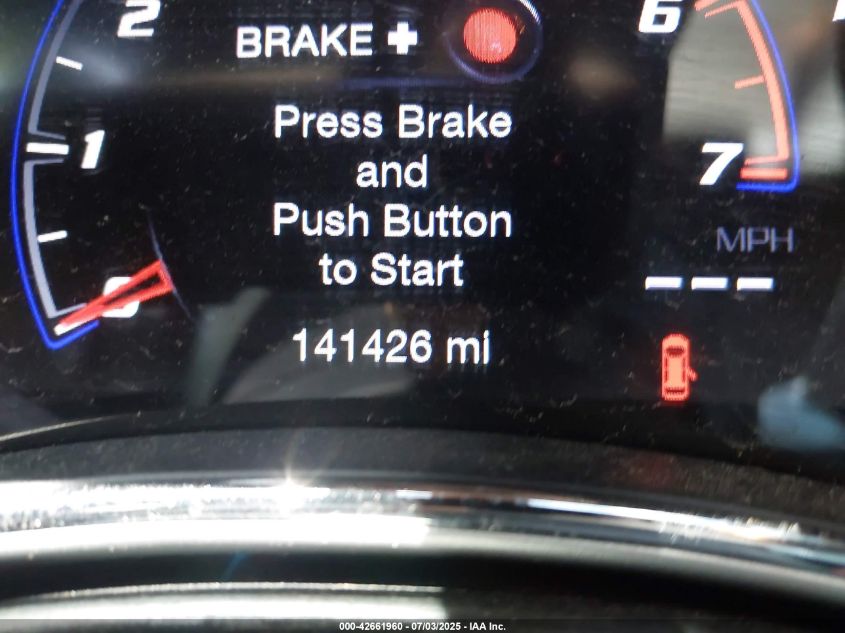 2
BRAKE +
6
Press Brake
and
Push Button
to Start
1
7
MPH
0
--- 
141426 mi
000-42661960 - 07/03/2025 - IAA Inc.